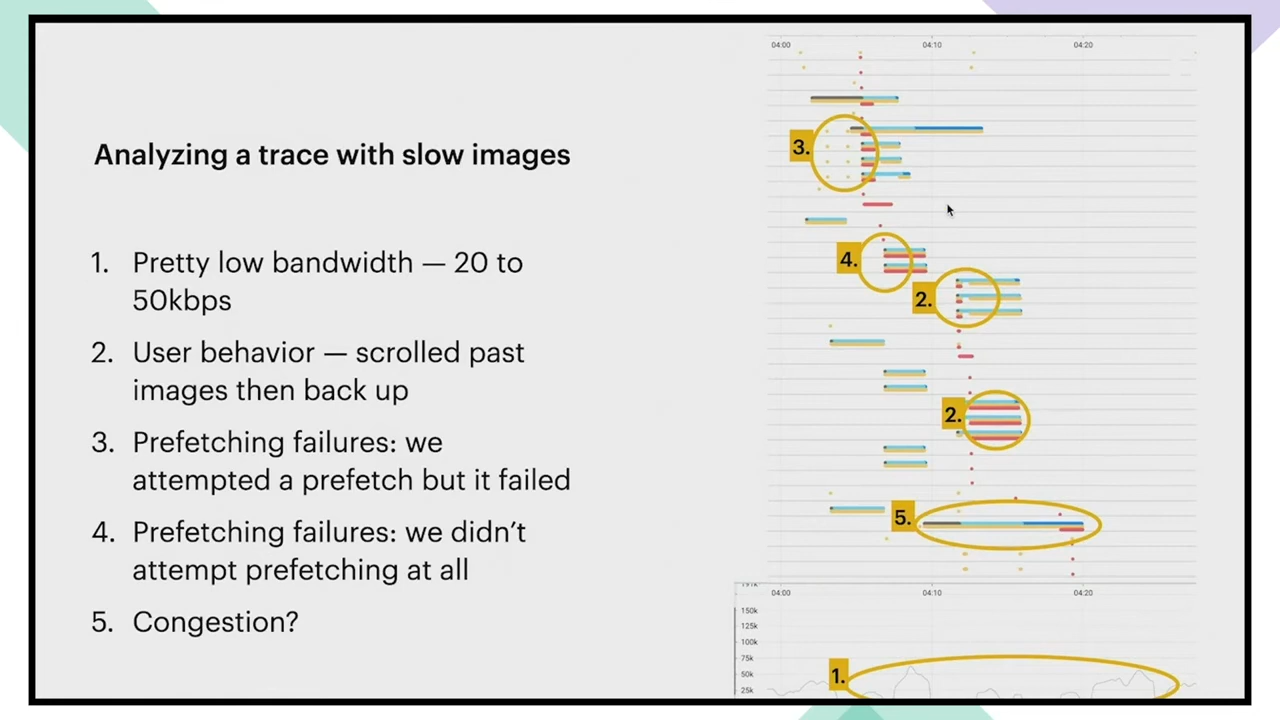 Analyzing a trace with slow images
1. Pretty low bandwidth — 20 to
50kbps
2. User behavior — scrolled past
images then back up
3. Prefetching failures: we
attempted a prefetch but it failed
4. Prefetching failures: we didn't
attempt prefetching at all
5. Congestion?
04:00 04:10 04:20
3.
4.
2.
2.
5.
04:00 04:10 04:20
150k
125k
100k
75k
50k
25k
1.